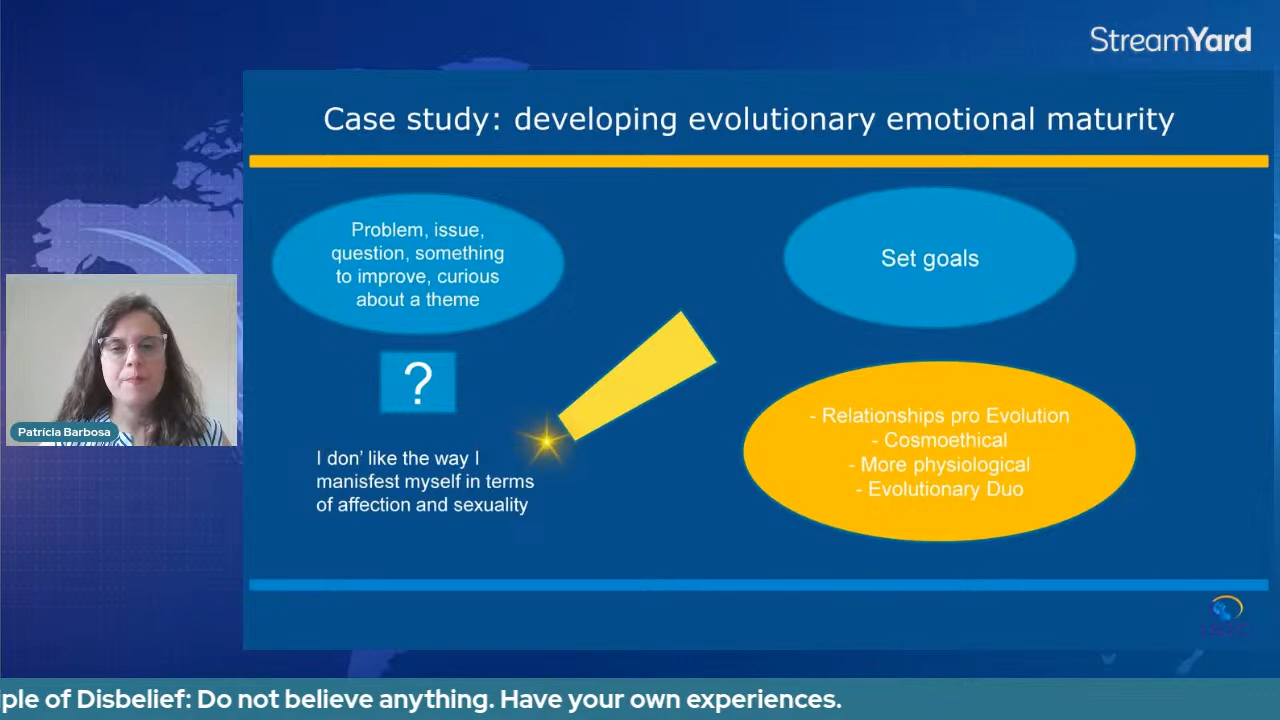 StreamYard
Case study: developing evolutionary emotional maturity
Problem, issue,
question, something
to improve, curious
about a theme
?
I don’ like the way I
manisfest myself in terms
of affection and sexuality
Set goals
- Relationships pro Evolution
- Cosmoethical
- More physiological
- Evolutionary Duo
Patrícia Barbosa
iple of Disbelief: Do not believe anything. Have your own experiences.